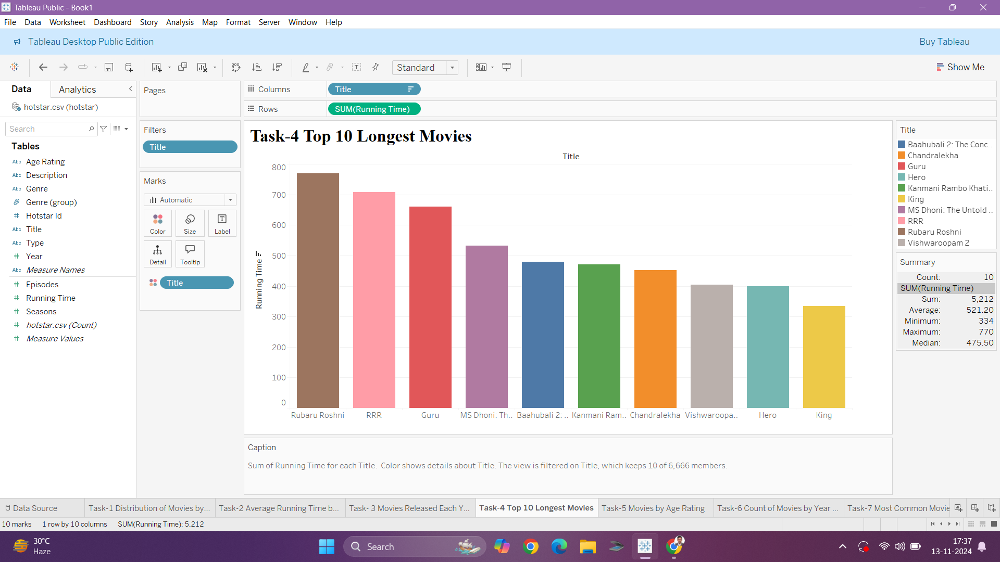 Tableau Public - Book1
File Data Worksheet Dashboard Story Analysis Map Format Server Window Help
Tableau Desktop Public Edition
Buy Tableau
Standard
Show Me
Data Analytics
hotstar.csv (hotstar)
Search
Tables
Abc Age Rating
Abc Description
Abc Genre
Genre (group)
# Hotstar Id
Abc Title
Abc Type
# Year
Abc Measure Names
# Episodes
# Running Time
# Seasons
# hotstar.csv (Count)
# Measure Values
Pages
Filters
Title
Marks
Automatic
Color
Size
Label
Detail
Tooltip
Title
Columns
Title
Rows
SUM(Running Time)
Task-4 Top 10 Longest Movies
Title
Running Time
800
700
600
500
400
300
200
100
0
Rubaru Roshni
RRR
Guru
MS Dhoni: Th..
Baahubali 2: ..
Kanmani Ram..
Chandralekha
Vishwaroopa..
Hero
King
Title
Baahubali 2: The Conc..
Chandralekha
Guru
Hero
Kanmani Rambo Khati..
King
MS Dhoni: The Untold ..
RRR
Rubaru Roshni
Vishwaroopam 2
Summary
Count: 10
SUM(Running Time)
Sum: 5,212
Average: 521.20
Minimum: 334
Maximum: 770
Median: 475.50
Caption
Sum of Running Time for each Title. Color shows details about Title. The view is filtered on Title, which keeps 10 of 6,666 members.
Data Source
Task-1 Distribution of Movies by...
Task-2 Average Running Time b...
Task- 3 Movies Released Each Y...
Task-4 Top 10 Longest Movies
Task-5 Movies by Age Rating
Task-6 Count of Movies by Year ...
Task-7 Most Common Movie
10 marks 1 row by 10 columns SUM(Running Time): 5,212
30°C
Haze
Search
17:37
13-11-2024